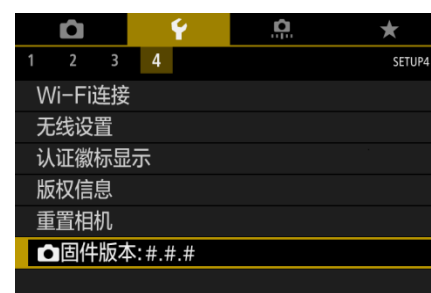 1 2 3 4 SETUP4
Wi-Fi连接
无线设置
认证徽标显示
版权信息
重置相机
固件版本:#.#.#